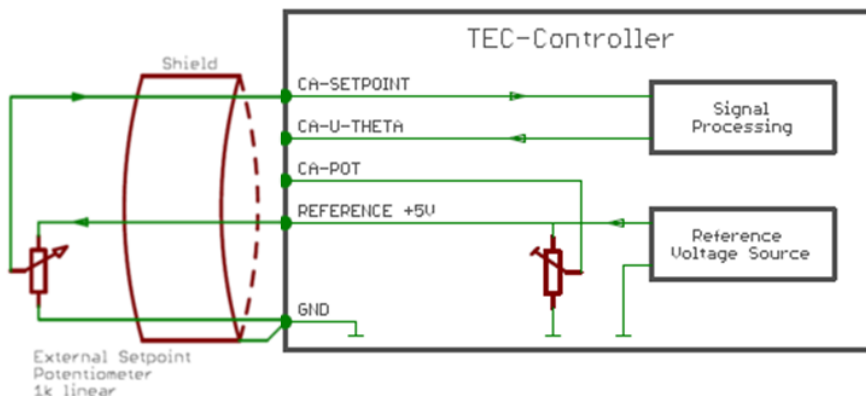 TEC-Controller
Shield
CA-SETPOINT
CA-U-THETA
CA-POT
REFERENCE +5V
GND
Signal
Processing
Reference
Voltage Source
External Setpoint
Potentiometer
1k linear